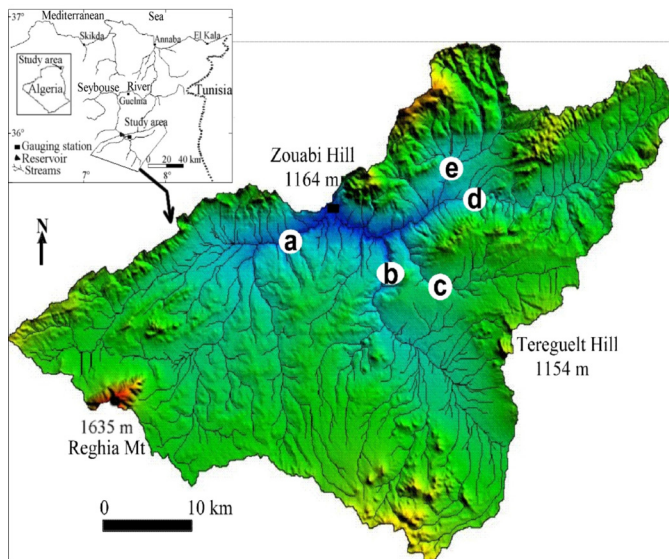 37°
Mediterranean Sea
Skikda
Annaba
El Kala
Study area
Algeria
Seybouse River
Guelma
Tunisia
36°
Study area
Gauging station
Reservoir
Streams
0 20 40 km
7°
8°
Zouabi Hill
1164 m
e
d
N
a
b
c
Tereguelt Hill
1154 m
1635 m
Reghia Mt
0 10 km